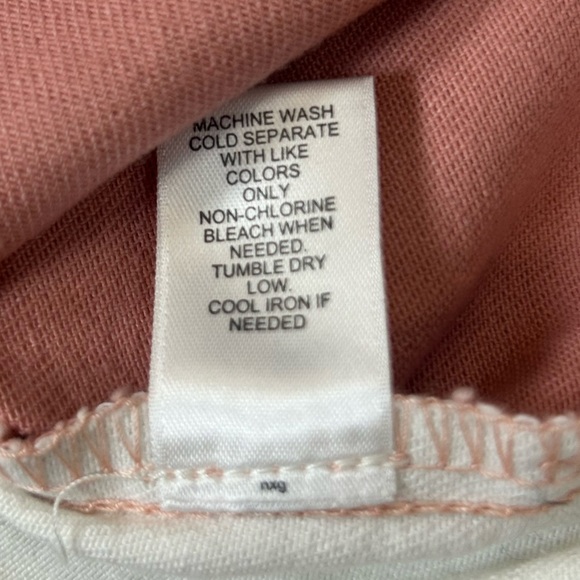 MACHINE WASH
COLD SEPARATE
WITH LIKE
COLORS
ONLY
NON-CHLORINE
BLEACH WHEN
NEEDED.
TUMBLE DRY
LOW.
COOL IRON IF
NEEDED
nxg